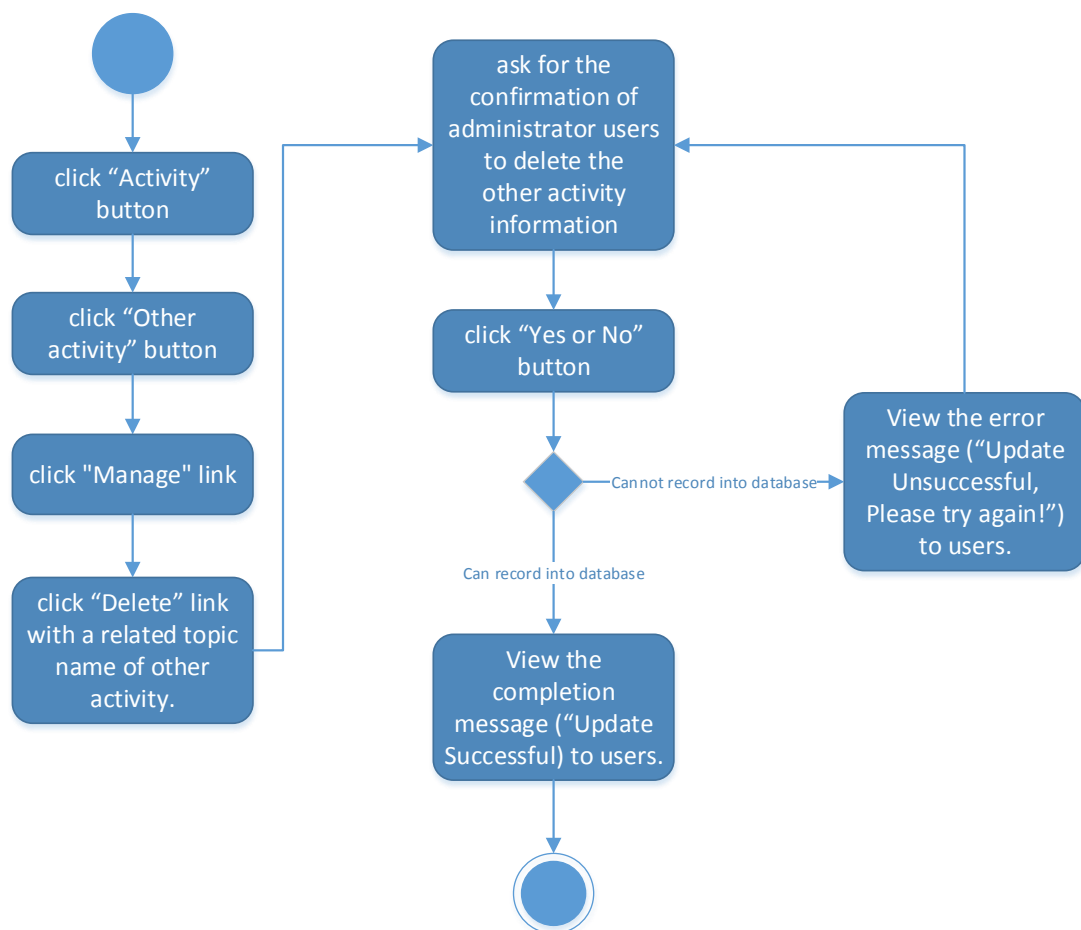 click “Activity”
button
click “Other
activity” button
click "Manage" link
click “Delete” link
with a related topic
name of other
activity.
ask for the
confirmation of
administrator users
to delete the
other activity
information
click “Yes or No”
button
Cannot record into database
View the error
message (“Update
Unsuccessful,
Please try again!”)
to users.
Can record into database
View the
completion
message (“Update
Successful) to users.